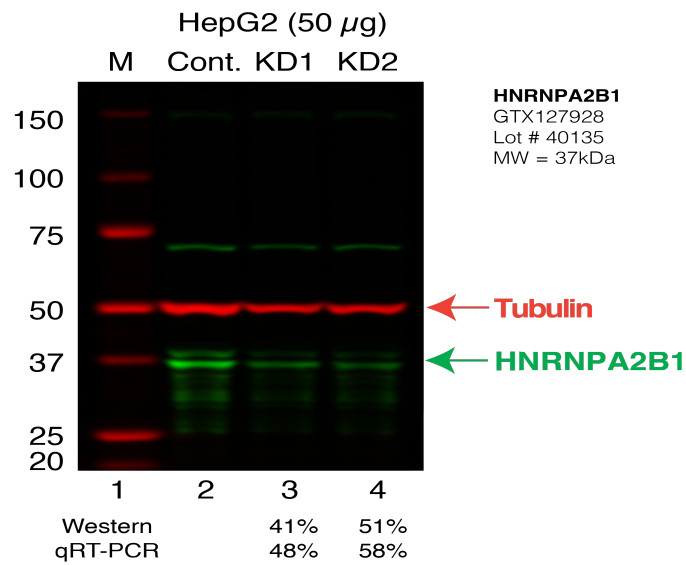 HepG2 (50 µg)
M Cont. KD1 KD2
HNRNPA2B1
GTX127928
Lot # 40135
MW = 37kDa
150
100
75
50
Tubulin
37
HNRNPA2B1
25
20
1 2 3 4
Western 41% 51%
qRT-PCR 48% 58%